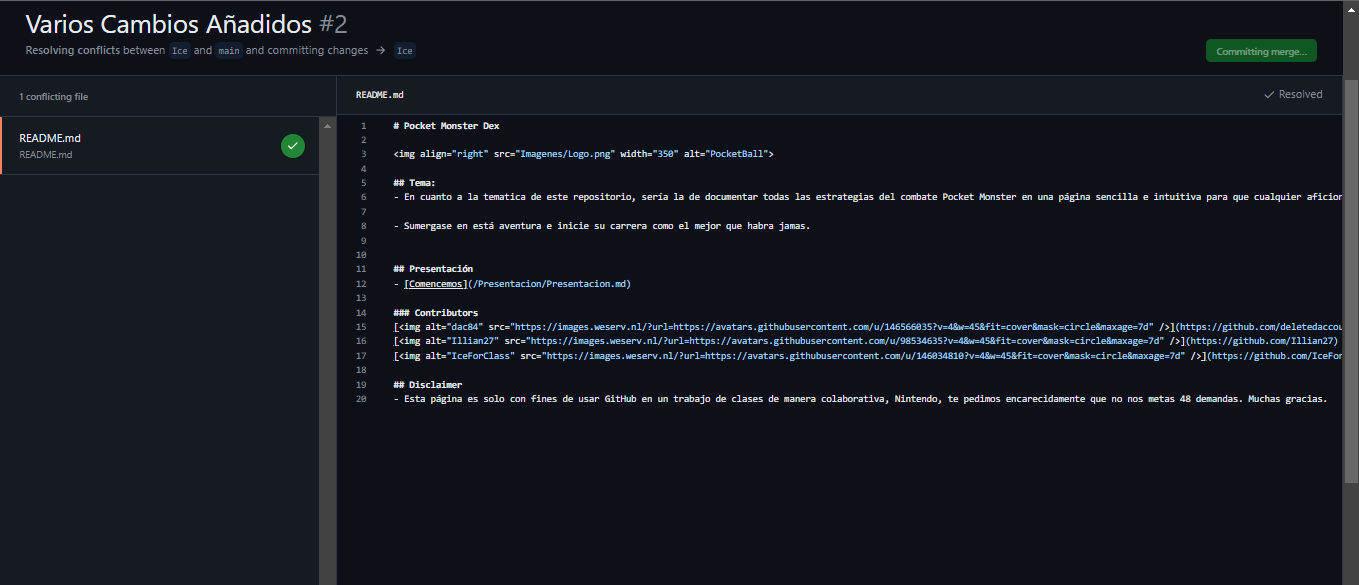 Varios Cambios Añadidos #2
Resolving conflicts between Ice and main and committing changes → Ice
Committing merge...
1 conflicting file
README.md
Resolved
README.md
README.md
1 # Pocket Monster Dex
2
3 <img align="right" src="Imagenes/Logo.png" width="350" alt="PocketBall">
4
5 ## Tema:
6 - En cuanto a la tematica de este repositorio, sería la de documentar todas las estrategias del combate Pocket Monster en una página sencilla e intuitiva para que cualquier aficion
7
8 - Sumergase en está aventura e inicie su carrera como el mejor que habra jamas.
9
10
11 ## Presentación
12 - [Comencemos](/Presentacion/Presentacion.md)
13
14 ### Contributors
15 [<img alt="dac84" src="https://images.weserv.nl/?url=https://avatars.githubusercontent.com/u/146566035?v=4&w=45&fit=cover&mask=circle&maxage=7d" />](https://github.com/deletedaccou
16 [<img alt="Illian27" src="https://images.weserv.nl/?url=https://avatars.githubusercontent.com/u/98534635?v=4&w=45&fit=cover&mask=circle&maxage=7d" />](https://github.com/Illian27)
17 [<img alt="IceForClass" src="https://images.weserv.nl/?url=https://avatars.githubusercontent.com/u/146034810?v=4&w=45&fit=cover&mask=circle&maxage=7d" />](https://github.com/IceFor
18
19 ## Disclaimer
20 - Esta página es solo con fines de usar GitHub en un trabajo de clases de manera colaborativa, Nintendo, te pedimos encarecidamente que no nos metas 48 demandas. Muchas gracias.